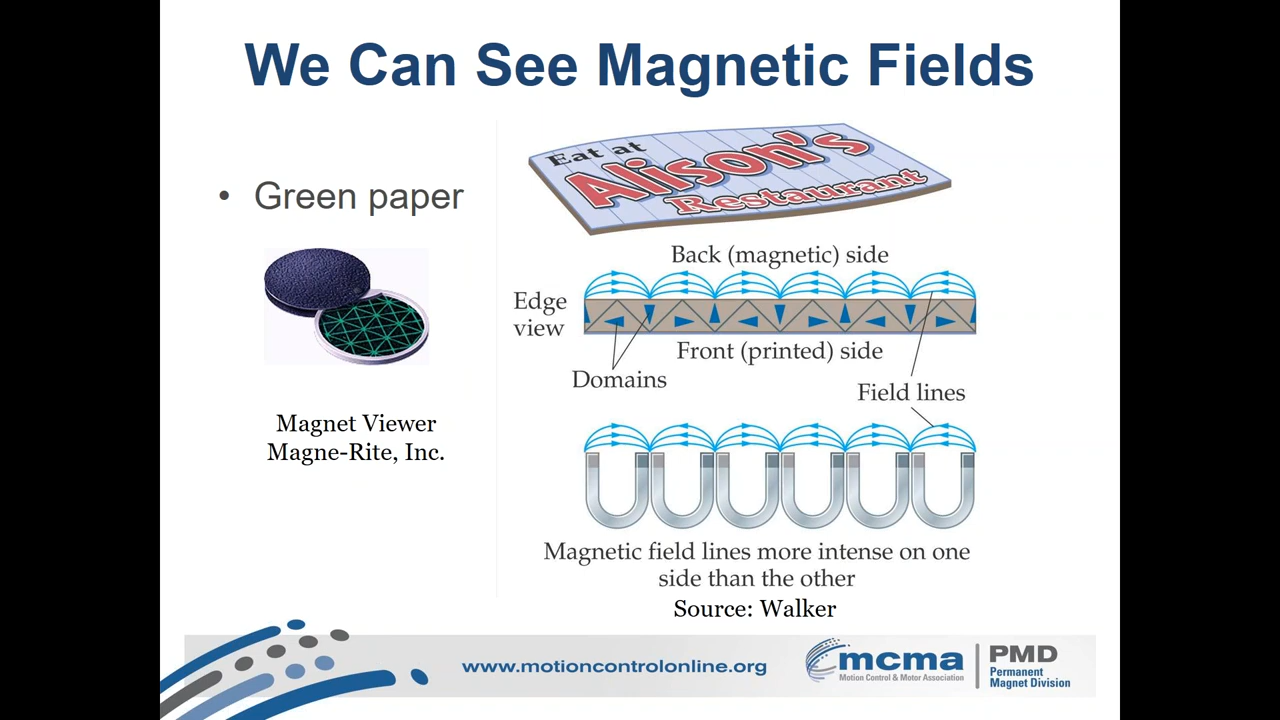 We Can See Magnetic Fields
• Green paper
Magnet Viewer
Magne-Rite, Inc.
Eat at
Alison's
Restaurant
Back (magnetic) side
Edge
view
Front (printed) side
Domains
Field lines
Magnetic field lines more intense on one
side than the other
Source: Walker
www.motioncontrolonline.org
mcma
Motion Control & Motor Association
PMD
Permanent
Magnet Division